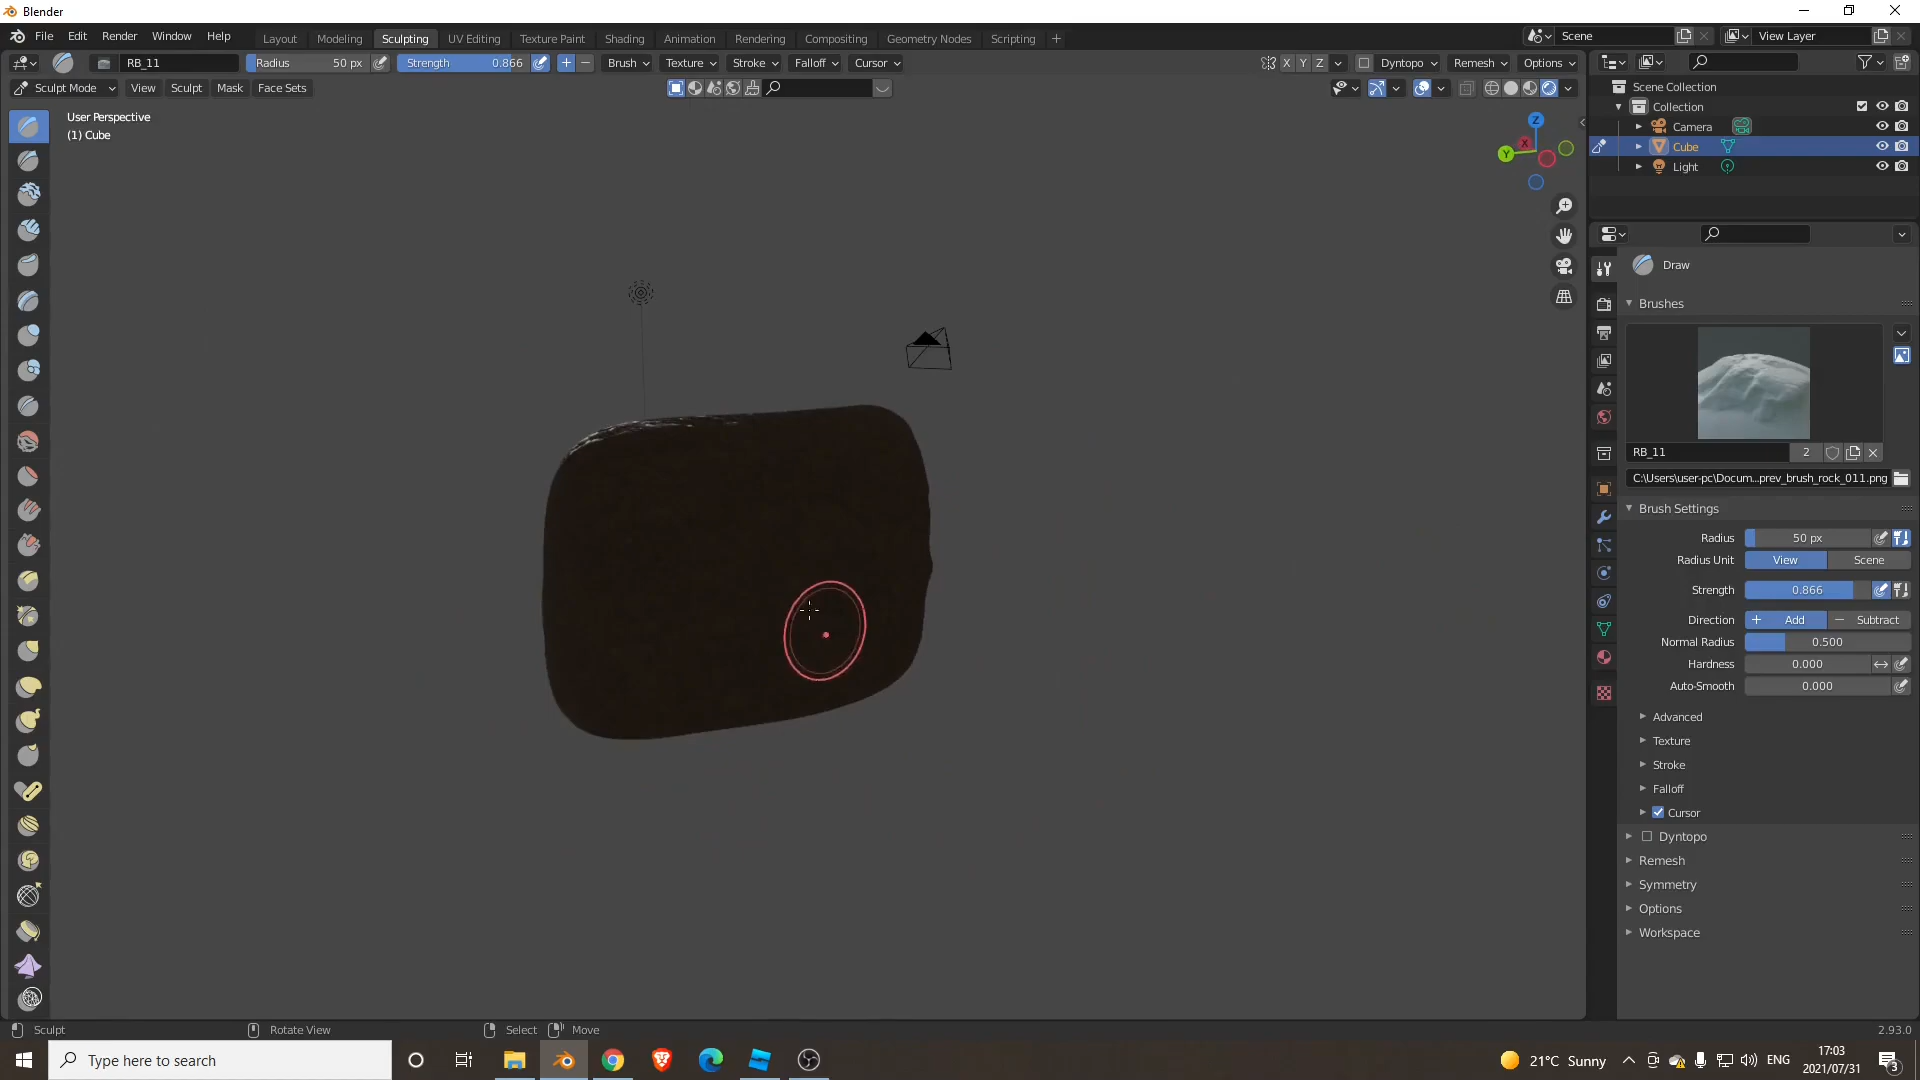 Blender
File Edit Render Window Help Layout Modeling Sculpting UV Editing Texture Paint Shading Animation Rendering Compositing Geometry Nodes Scripting + Scene View Layer
RB_11 Radius 50 px Strength 0.866 + − Brush Texture Stroke Falloff Cursor X Y Z Dyntopo Remesh Options
Sculpt Mode View Sculpt Mask Face Sets
User Perspective
(1) Cube
Z
X
Y
Scene Collection
Collection
Camera
Cube
Light
Draw
Brushes
RB_11 2
C:\Users\user-pc\Docum...prev_brush_rock_011.png
Brush Settings
Radius 50 px
Radius Unit View Scene
Strength 0.866
Direction + Add − Subtract
Normal Radius 0.500
Hardness 0.000
Auto-Smooth 0.000
Advanced
Texture
Stroke
Falloff
Cursor
Dyntopo
Remesh
Symmetry
Options
Workspace
Sculpt Rotate View Select Move 2.93.0
Type here to search
21°C Sunny
ENG
17:03
2021/07/31
3